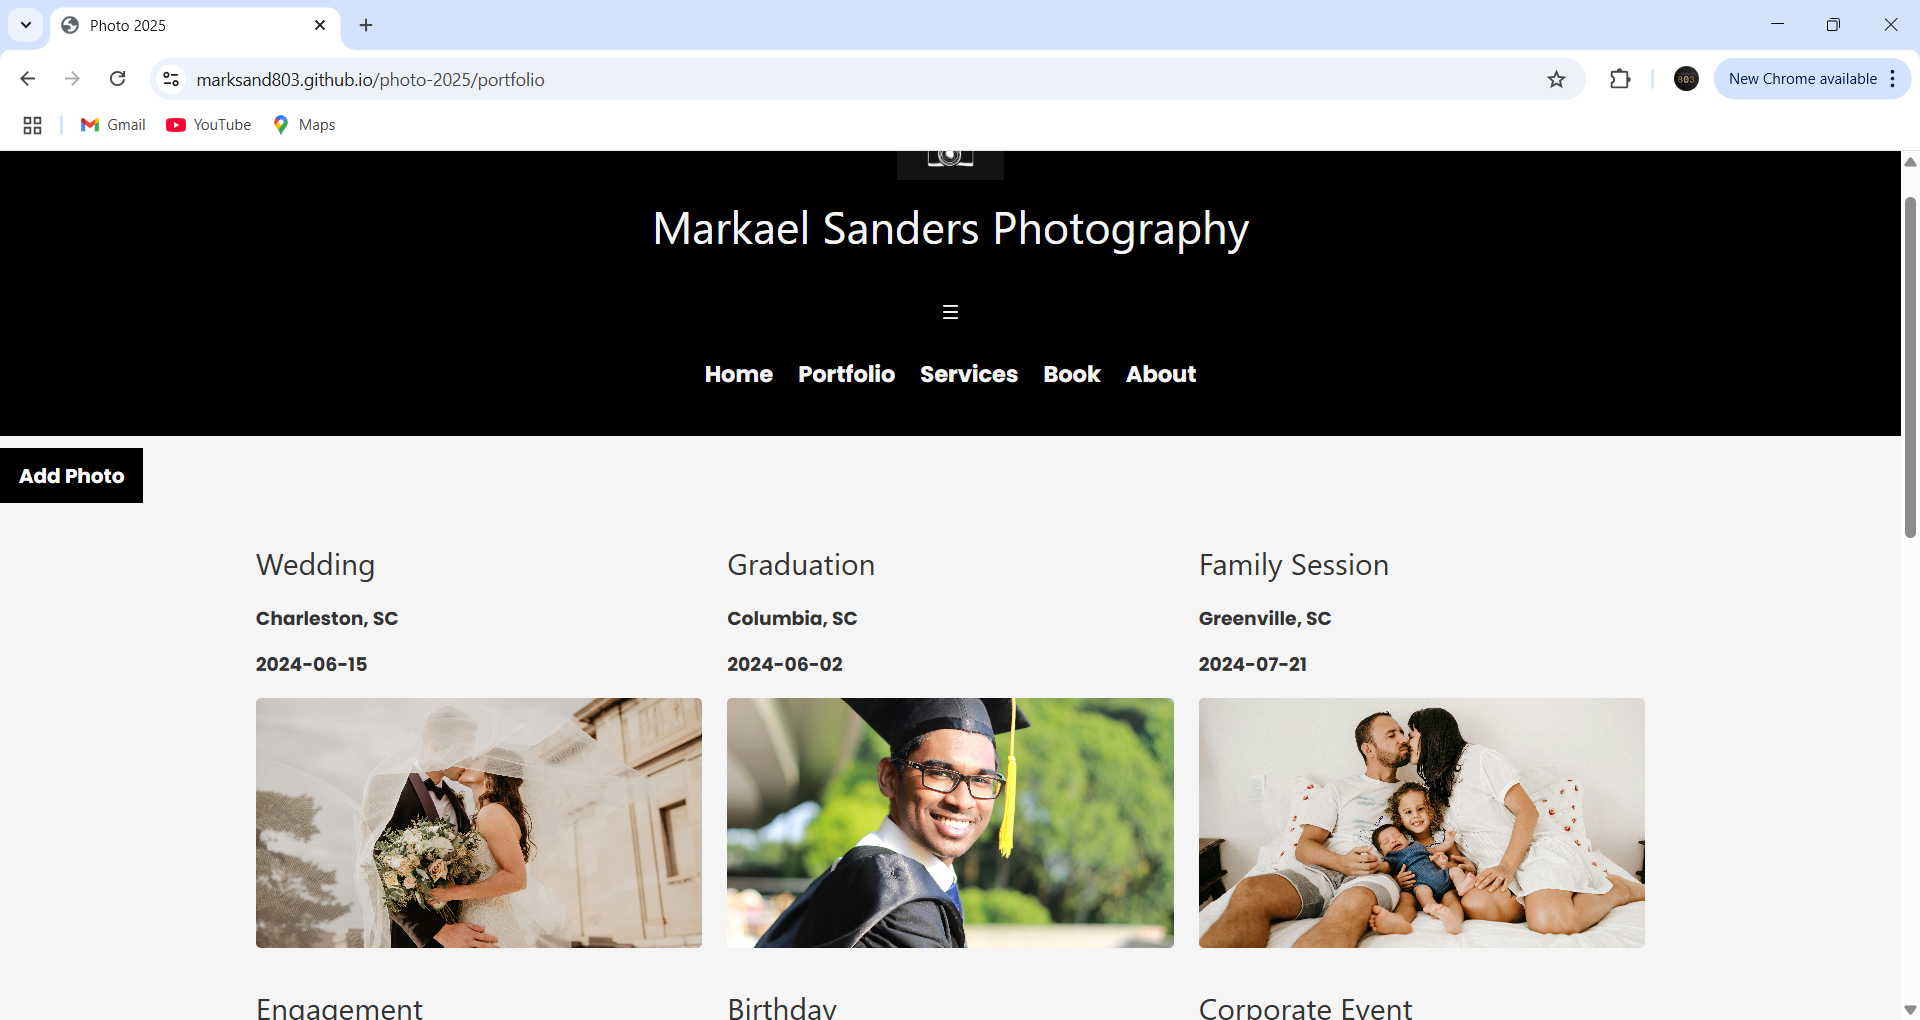 Photo 2025
marksand803.github.io/photo-2025/portfolio
803
New Chrome available
Gmail
YouTube
Maps
Markael Sanders Photography
Home Portfolio Services Book About
Add Photo
Wedding Graduation Family Session
Charleston, SC Columbia, SC Greenville, SC
2024-06-15 2024-06-02 2024-07-21
Engagement Birthday Corporate Event